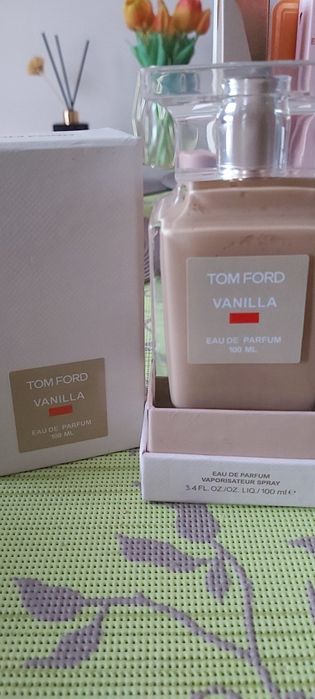 TOM FORD
VANILLA
EAU DE PARFUM
100 ML
TOM FORD
VANILLA
EAU DE PARFUM
100 ML
EAU DE PARFUM
VAPORISATEUR SPRAY
3.4 FL. OZ./OZ. LIQ. / 100 ml e